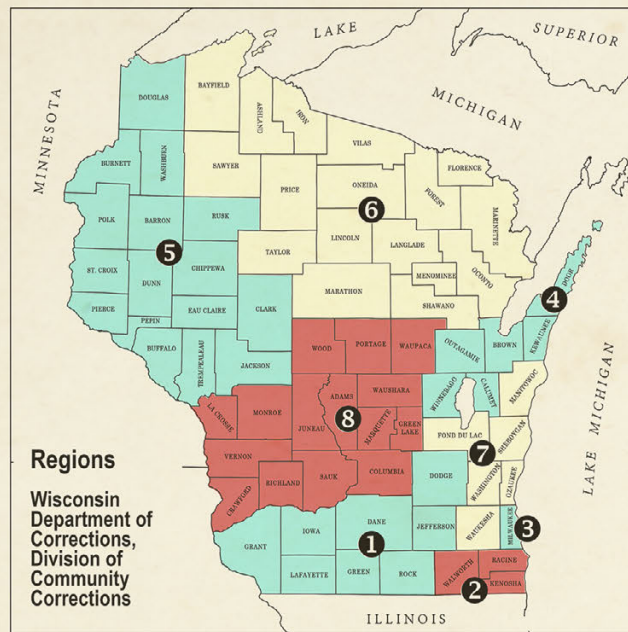 LAKE
SUPERIOR
MICHIGAN
MINNESOTA
DOUGLAS
BAYFIELD
ASHLAND
IRON
VILAS
BURNETT
WASHBURN
SAWYER
PRICE
ONEIDA
FLORENCE
FOREST
MARINETTE
6
POLK
BARRON
RUSK
LINCOLN
LANGLADE
5
TAYLOR
ST. CROIX
DUNN
CHIPPEWA
MENOMINEE
OCONTO
MARATHON
DOOR
4
PIERCE
PEPIN
EAU CLAIRE
CLARK
SHAWANO
BUFFALO
TREMPEALEAU
JACKSON
WOOD
PORTAGE
WAUPACA
OUTAGAMIE
BROWN
KEWAUNEE
LA CROSSE
MONROE
JUNEAU
ADAMS
WAUSHARA
WINNEBAGO
CALUMET
MANITOWOC
8
MARQUETTE
GREEN
LAKE
FOND DU LAC
SHEBOYGAN
7
LAKE MICHIGAN
VERNON
CRAWFORD
RICHLAND
SAUK
COLUMBIA
DODGE
WASHINGTON
OZAUKEE
GRANT
IOWA
DANE
1
JEFFERSON
WAUKESHA
MILWAUKEE
3
LAFAYETTE
GREEN
ROCK
WALWORTH
RACINE
KENOSHA
2
ILLINOIS
Regions
Wisconsin
Department of
Corrections,
Division of
Community
Corrections